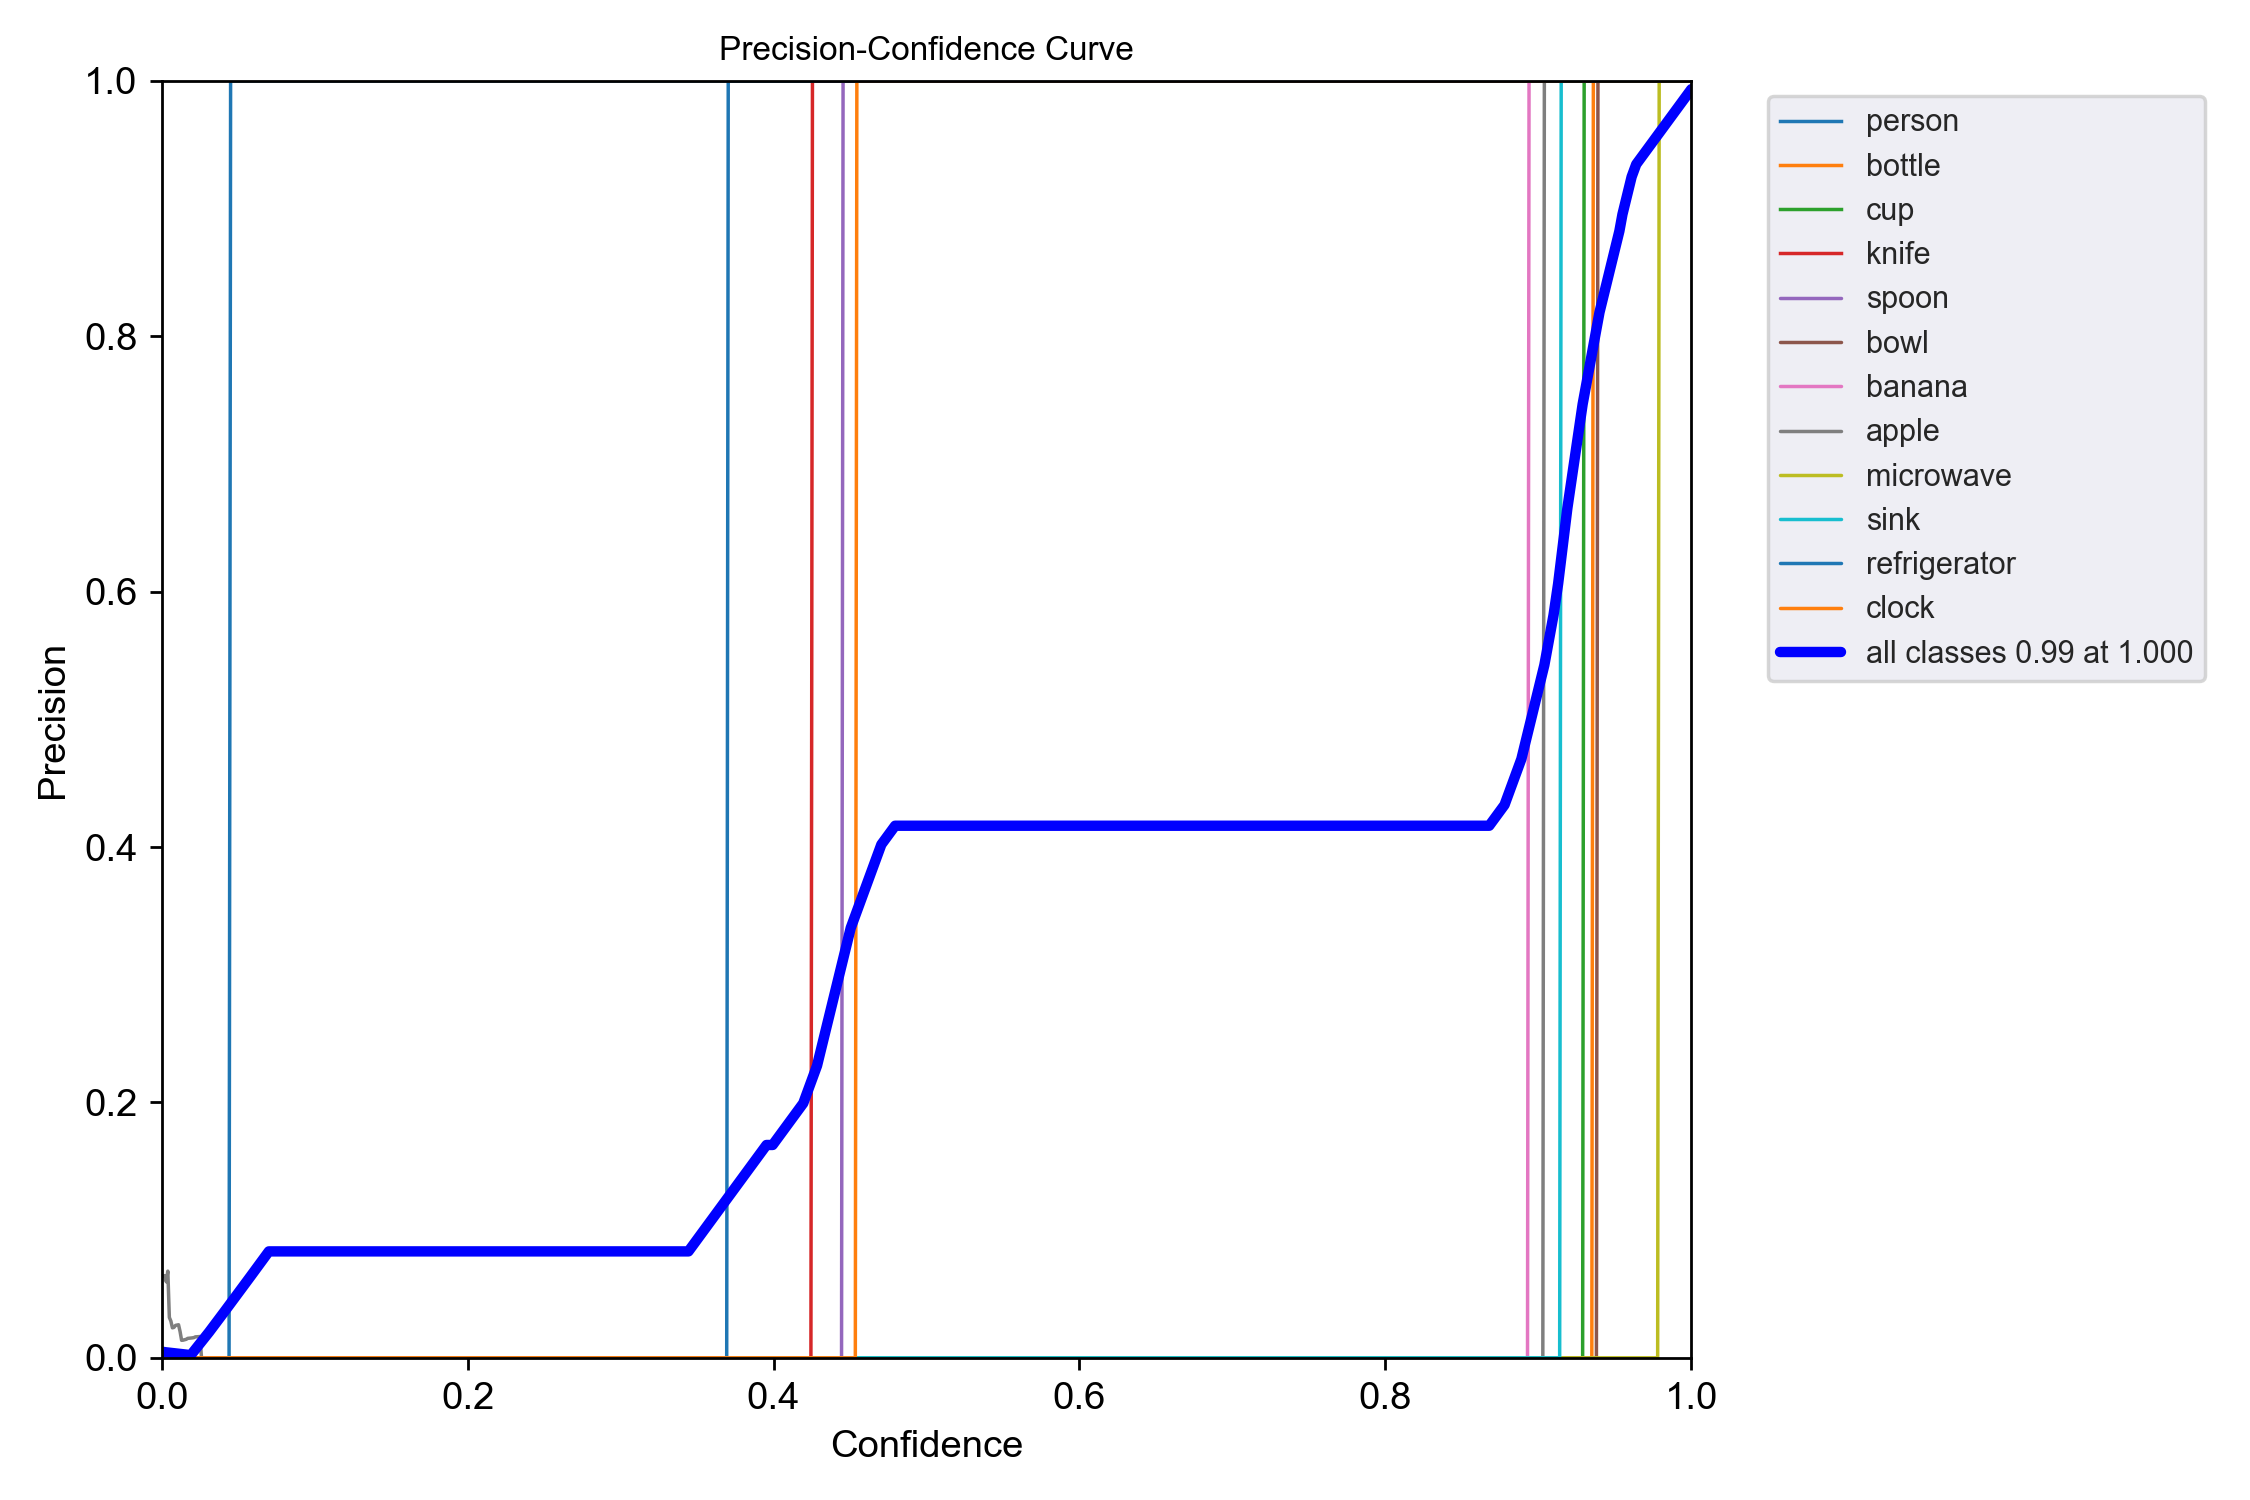 Precision-Confidence Curve
1.0
0.8
0.6
0.4
0.2
0.0
Precision
0.0 0.2 0.4 0.6 0.8 1.0
Confidence
person
bottle
cup
knife
spoon
bowl
banana
apple
microwave
sink
refrigerator
clock
all classes 0.99 at 1.000